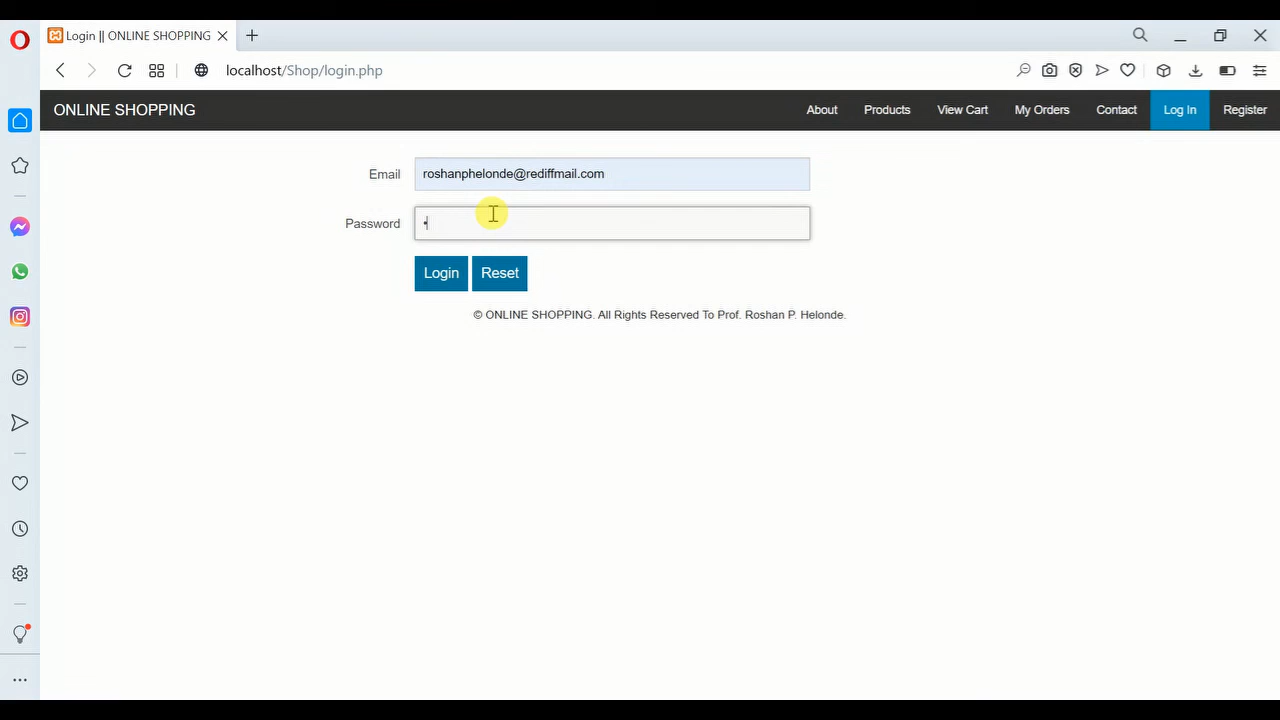 Login || ONLINE SHOPPING
localhost/Shop/login.php
ONLINE SHOPPING
About
Products
View Cart
My Orders
Contact
Log In
Register
Email
roshanphelonde@rediffmail.com
Password
Login
Reset
© ONLINE SHOPPING. All Rights Reserved To Prof. Roshan P. Helonde.